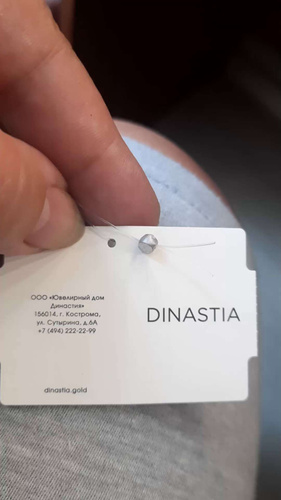 ООО «Ювелирный дом
Династия»
156014, г. Кострома,
ул. Сутырина, д.6А
+7 (494) 222-22-99
DINASTIA
dinastia.gold